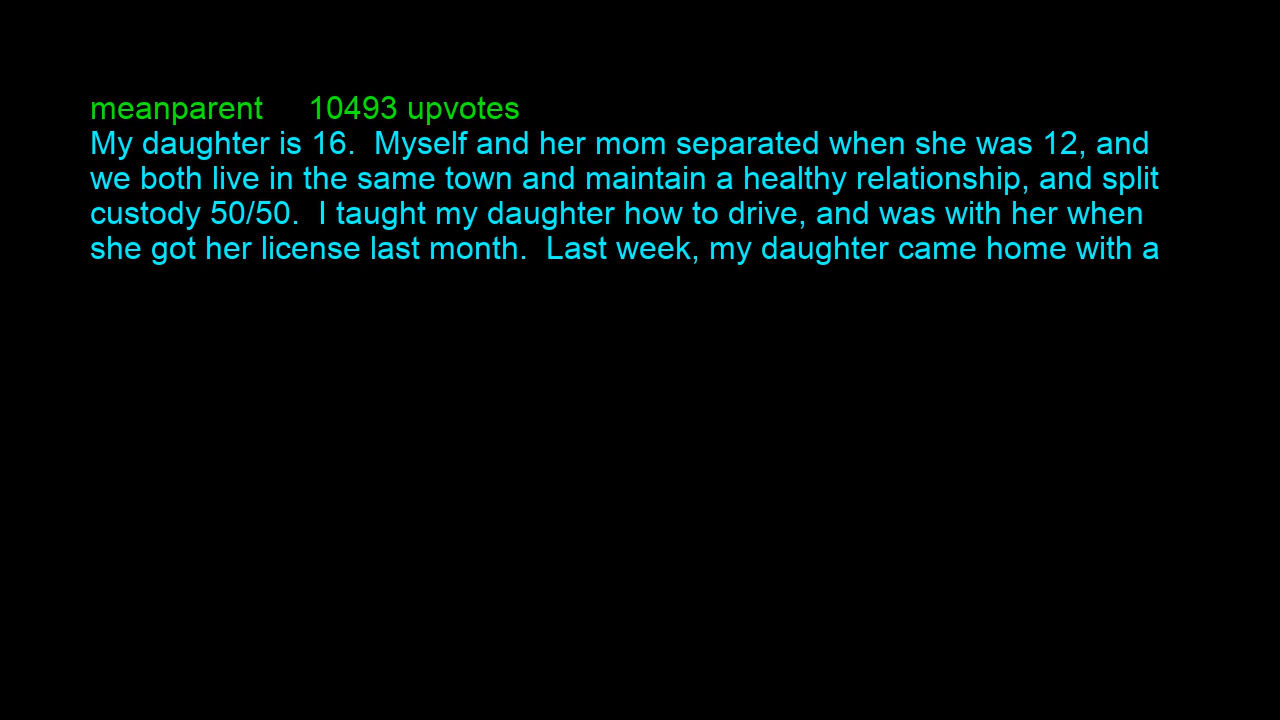 meanparent     10493 upvotes
My daughter is 16.  Myself and her mom separated when she was 12, and
we both live in the same town and maintain a healthy relationship, and split
custody 50/50.  I taught my daughter how to drive, and was with her when
she got her license last month.  Last week, my daughter came home with a